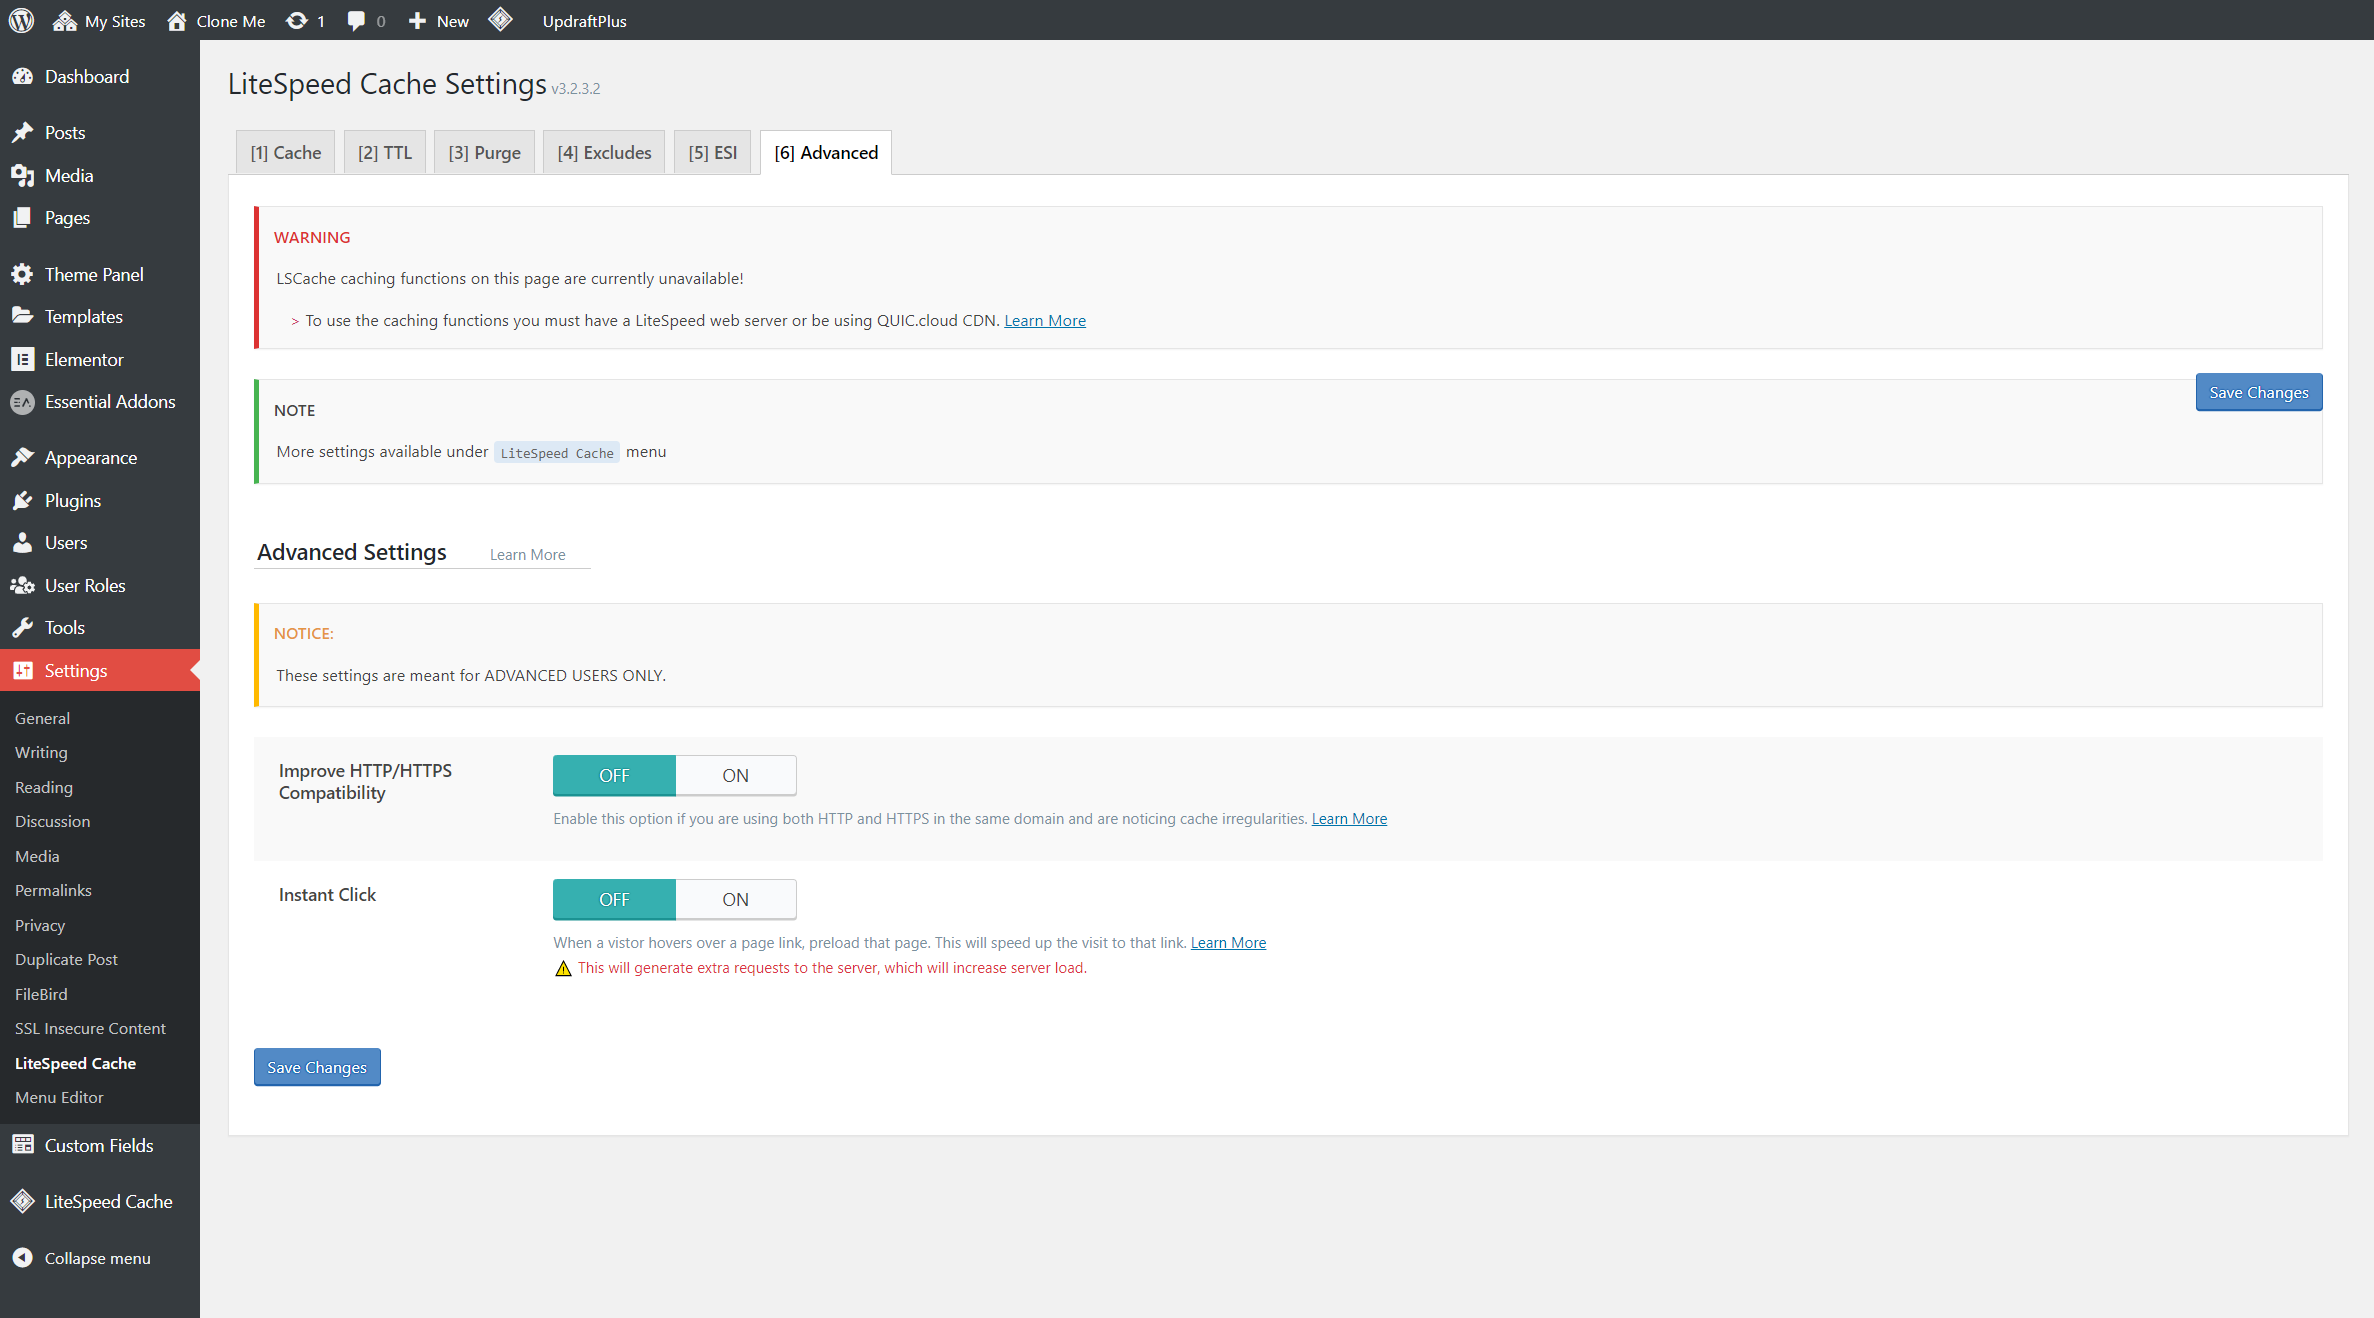 My Sites
Clone Me
1
0
New
UpdraftPlus
Dashboard
Posts
Media
Pages
Theme Panel
Templates
Elementor
Essential Addons
Appearance
Plugins
Users
User Roles
Tools
Settings
General
Writing
Reading
Discussion
Media
Permalinks
Privacy
Duplicate Post
FileBird
SSL Insecure Content
LiteSpeed Cache
Menu Editor
Custom Fields
LiteSpeed Cache
Collapse menu
LiteSpeed Cache Settings v3.2.3.2
[1] Cache
[2] TTL
[3] Purge
[4] Excludes
[5] ESI
[6] Advanced
WARNING
LSCache caching functions on this page are currently unavailable!
> To use the caching functions you must have a LiteSpeed web server or be using QUIC.cloud CDN. Learn More
Save Changes
NOTE
More settings available under LiteSpeed Cache menu
Advanced Settings Learn More
NOTICE:
These settings are meant for ADVANCED USERS ONLY.
Improve HTTP/HTTPS
Compatibility
OFF ON
Enable this option if you are using both HTTP and HTTPS in the same domain and are noticing cache irregularities. Learn More
Instant Click
OFF ON
When a vistor hovers over a page link, preload that page. This will speed up the visit to that link. Learn More
This will generate extra requests to the server, which will increase server load.
Save Changes